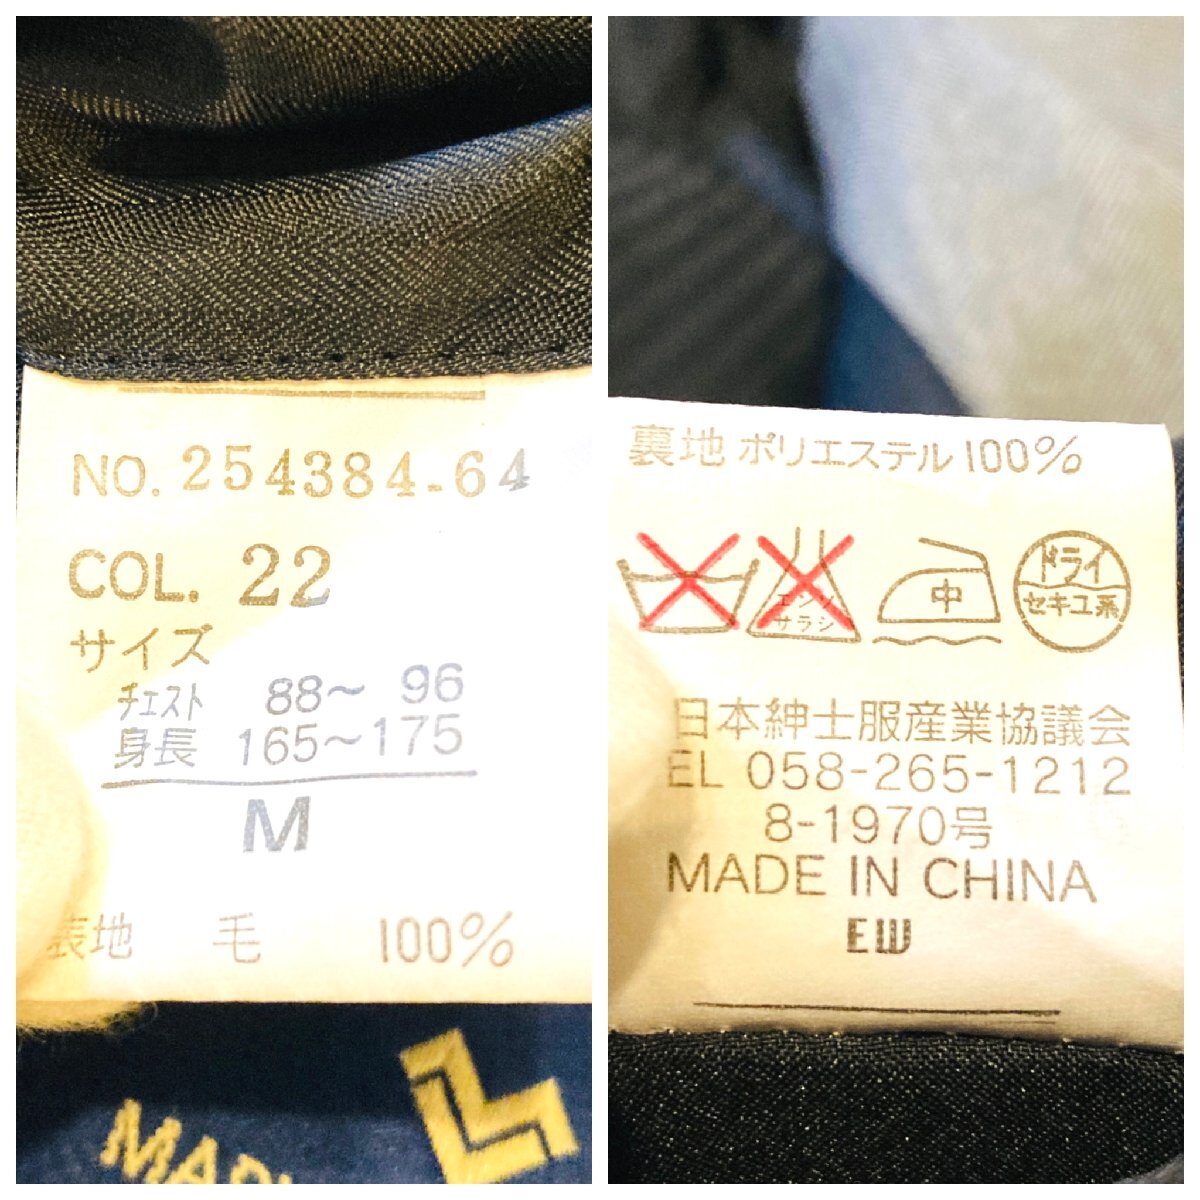 NO. 254384-64
COL. 22
サイズ
チェスト 88～ 96
身長 165～175
M
表地 毛 100%
裏地 ポリエステル 100%
エンソ
サラシ
中
ドライ
セキユ系
日本紳士服産業協議会
EL 058-265-1212
8-1970号
MADE IN CHINA
EW